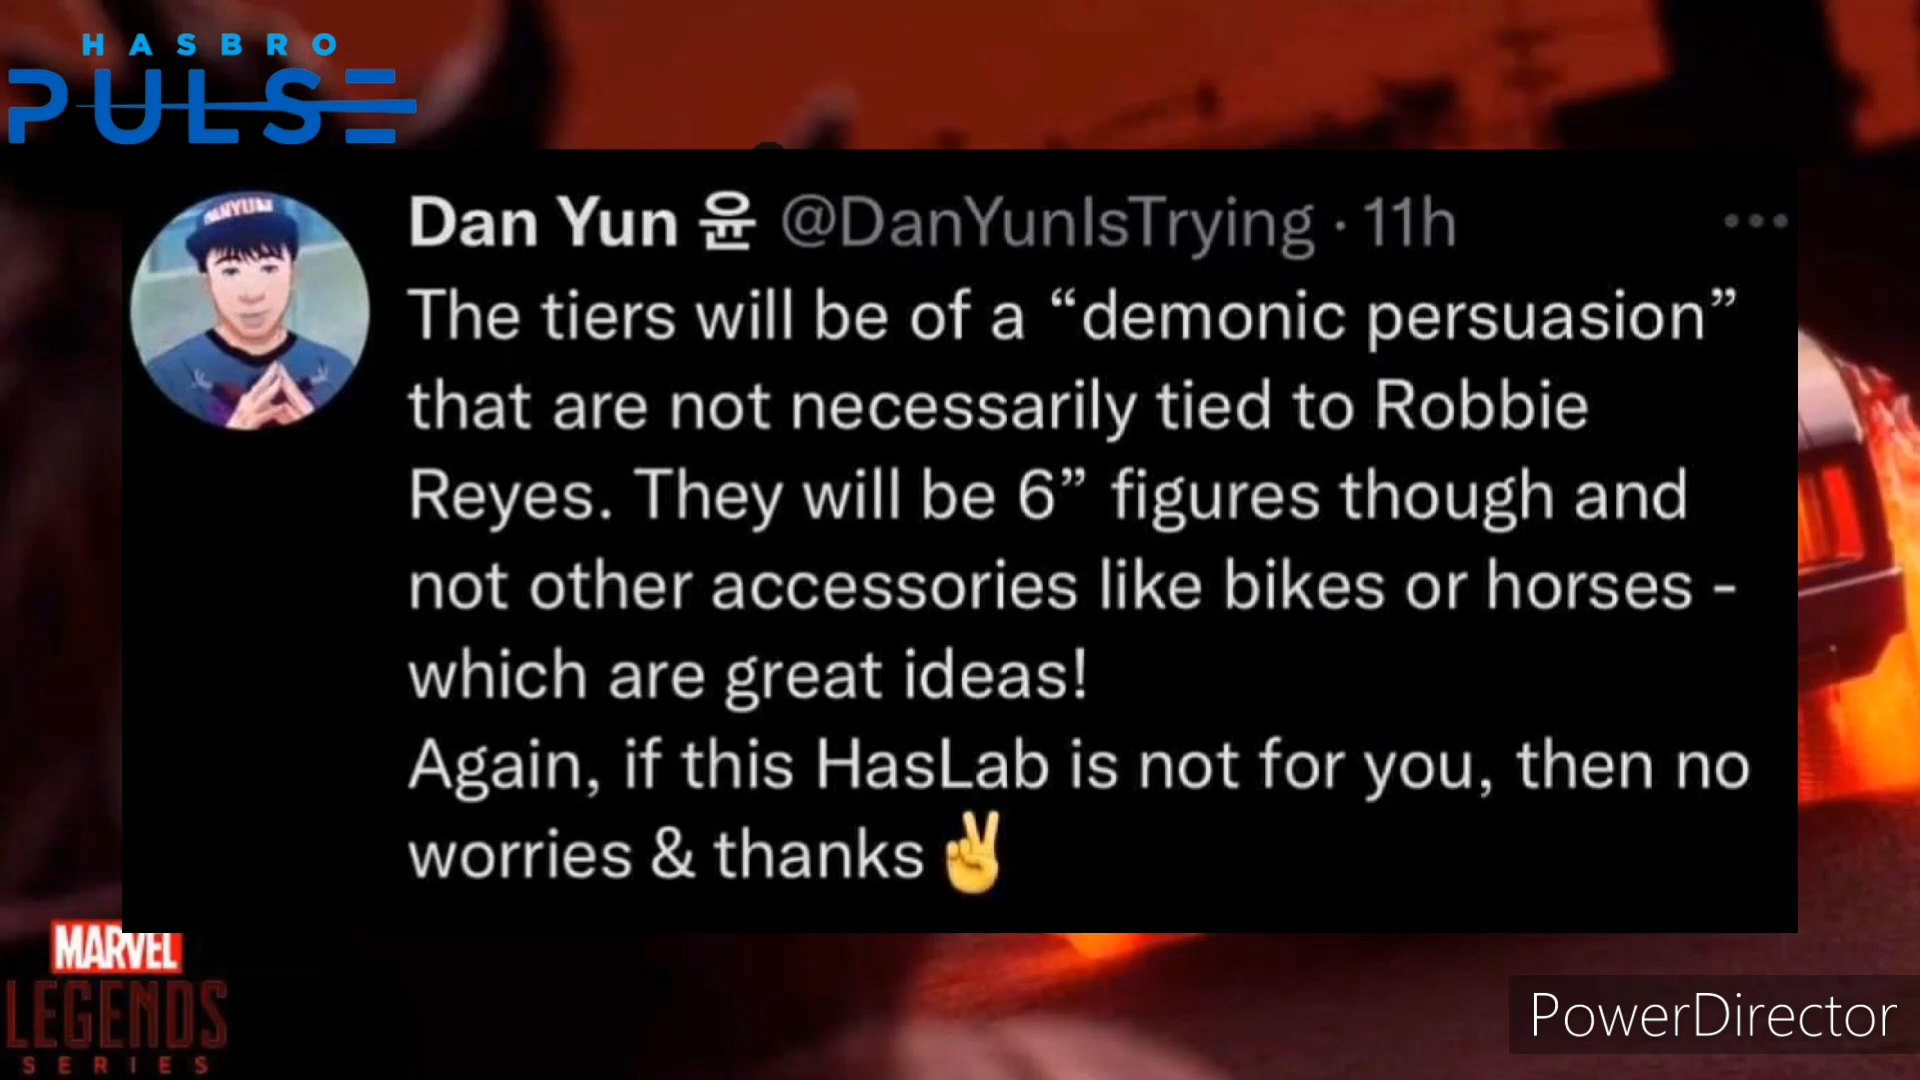 HASBRO
PULSE
Dan Yun 윤 @DanYunIsTrying · 11h
The tiers will be of a “demonic persuasion”
that are not necessarily tied to Robbie
Reyes. They will be 6” figures though and
not other accessories like bikes or horses -
which are great ideas!
Again, if this HasLab is not for you, then no
worries & thanks ✌️
MARVEL
LEGENDS
SERIES
PowerDirector